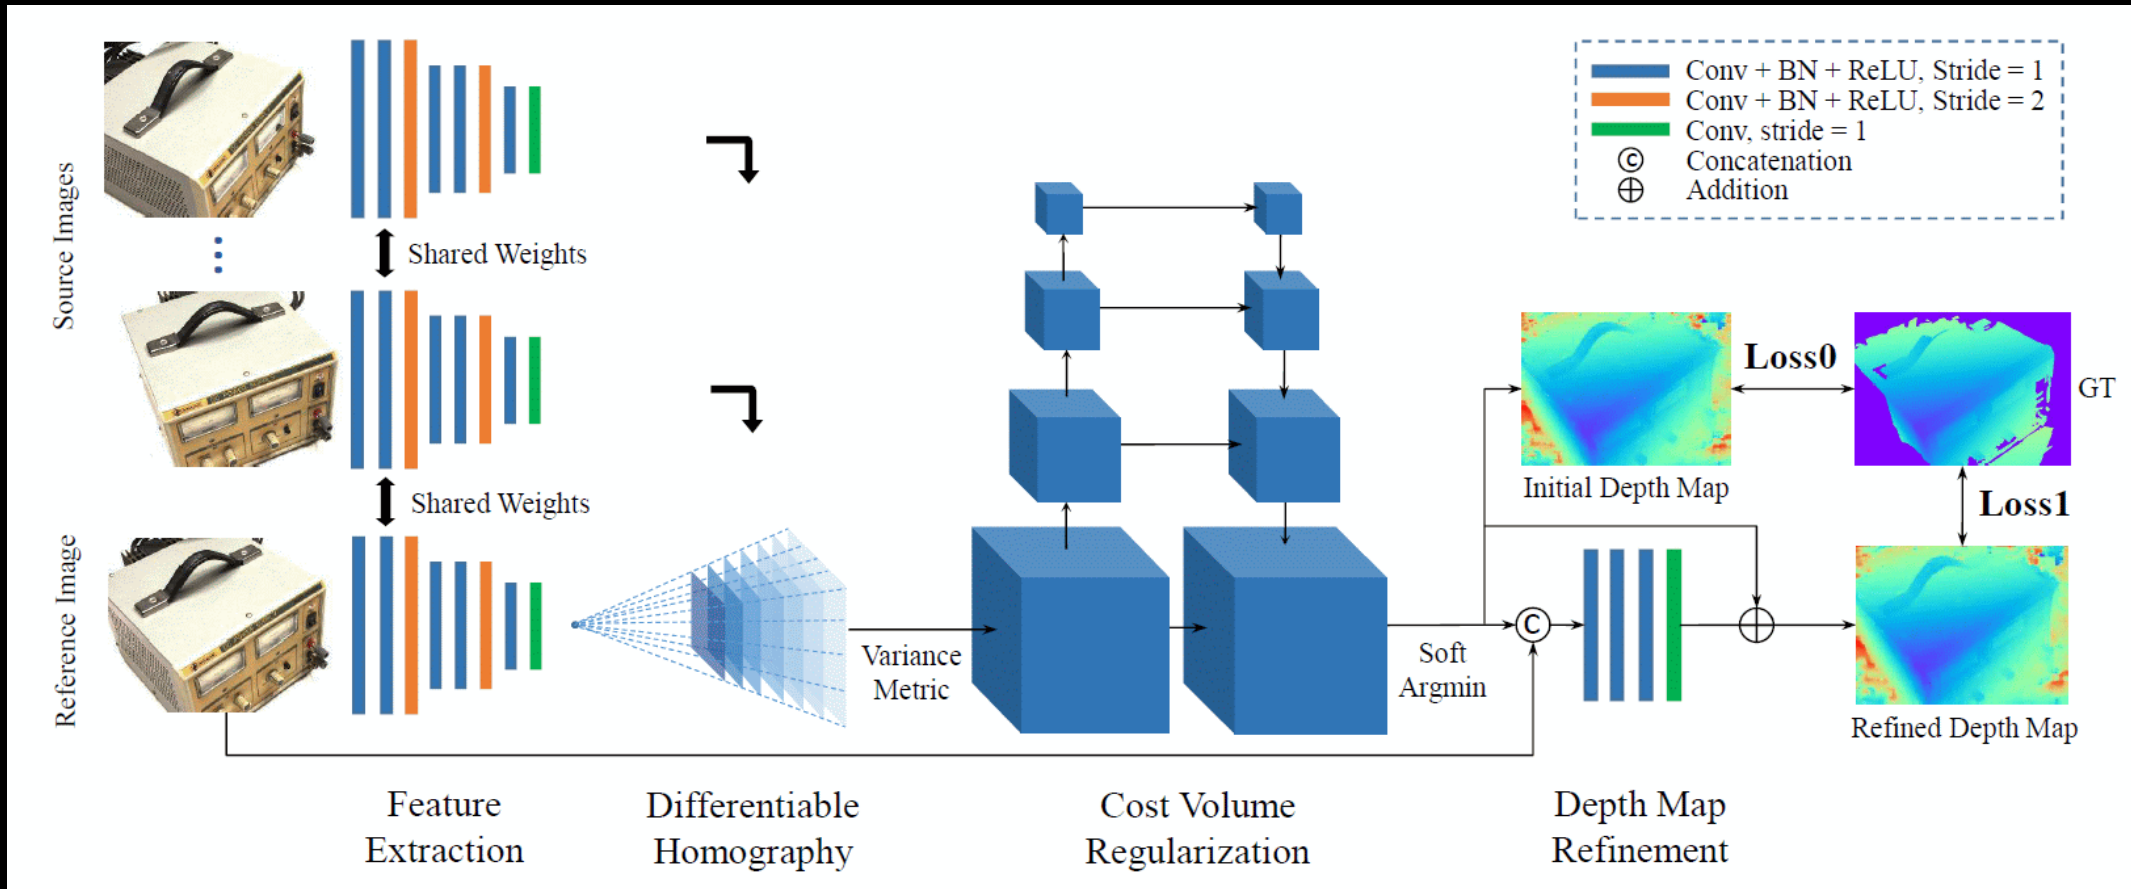 Source Images
Reference Image
Shared Weights
Shared Weights
Variance
Metric
Soft
Argmin
Conv + BN + ReLU, Stride = 1
Conv + BN + ReLU, Stride = 2
Conv, stride = 1
C
Concatenation
Addition
Loss0
GT
Initial Depth Map
Loss1
C
Refined Depth Map
Feature
Extraction
Differentiable
Homography
Cost Volume
Regularization
Depth Map
Refinement